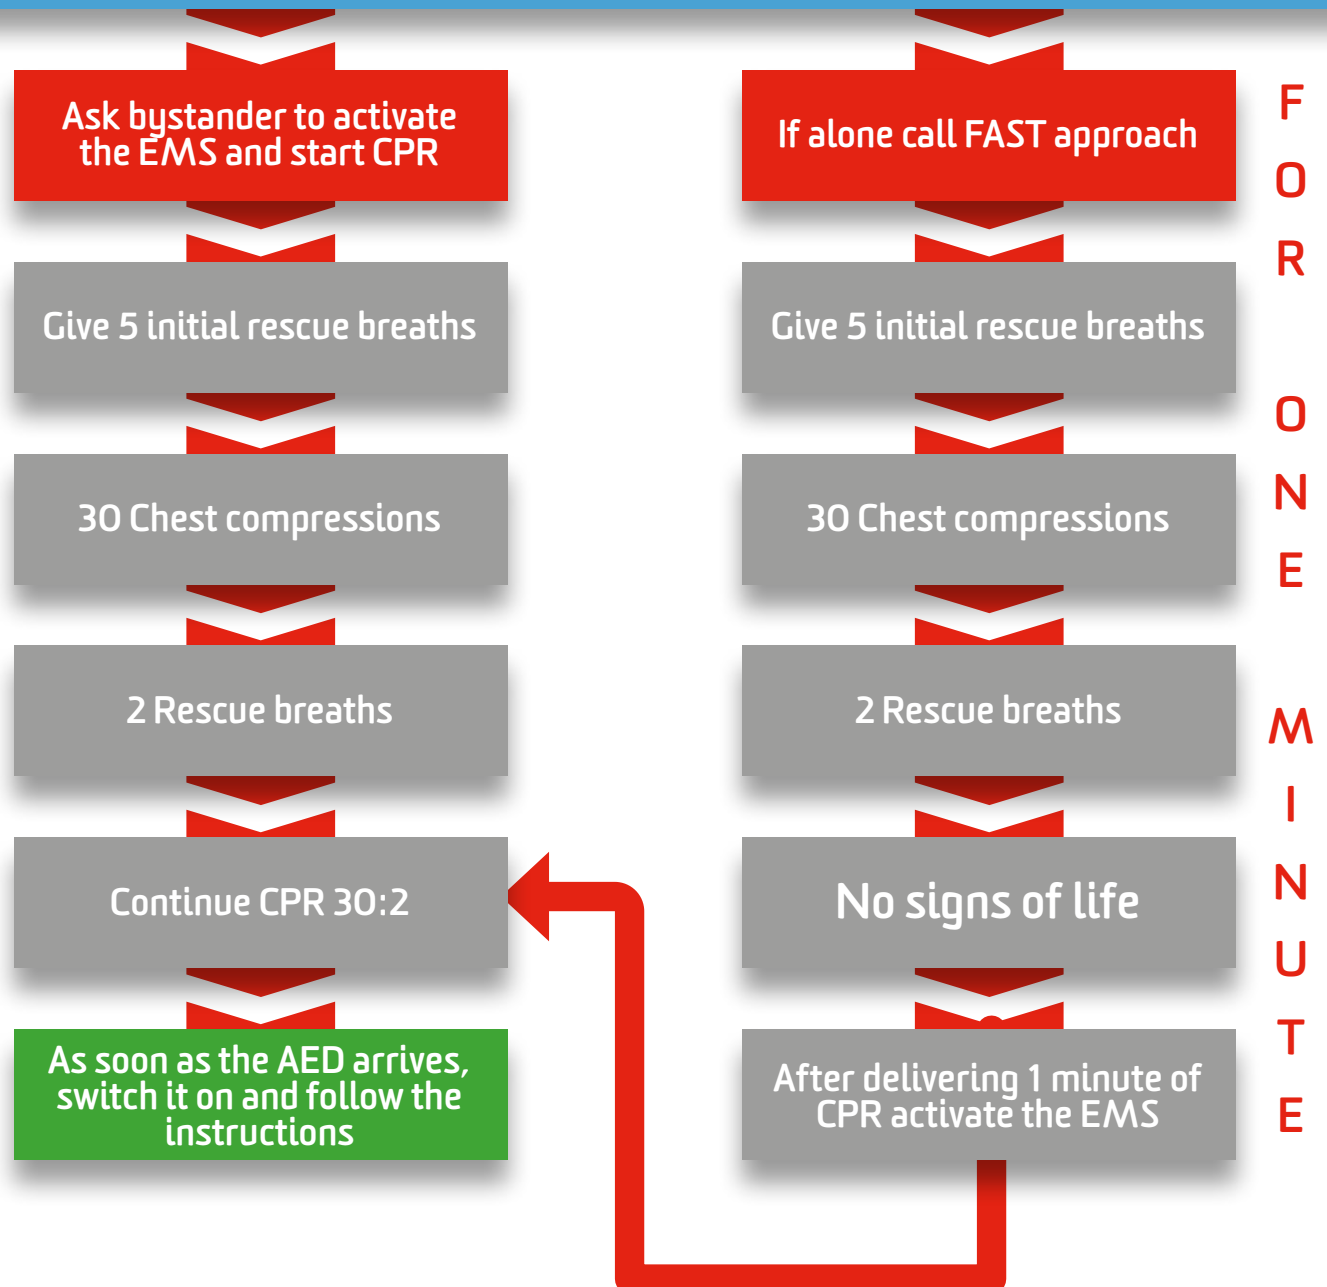 Ask bystander to activate
the EMS and start CPR
Give 5 initial rescue breaths
30 Chest compressions
2 Rescue breaths
Continue CPR 30:2
As soon as the AED arrives,
switch it on and follow the
instructions
If alone call FAST approach
Give 5 initial rescue breaths
30 Chest compressions
2 Rescue breaths
No signs of life
After delivering 1 minute of
CPR activate the EMS
FOR ONE MINUTE